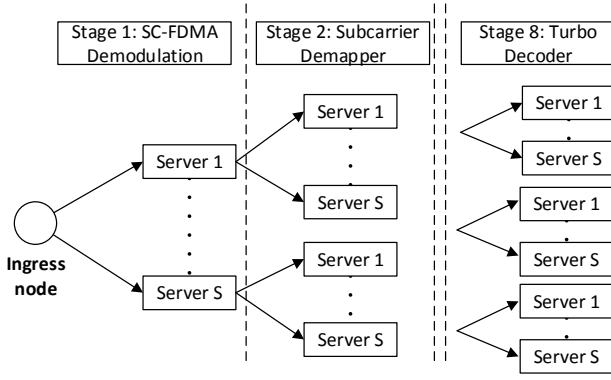 Stage 1: SC-FDMA
Demodulation
Stage 2: Subcarrier
Demapper
Stage 8: Turbo
Decoder
Ingress
node
Server 1
Server S
Server 1
Server S
Server 1
Server S
Server 1
Server S
Server 1
Server S
Server 1
Server S